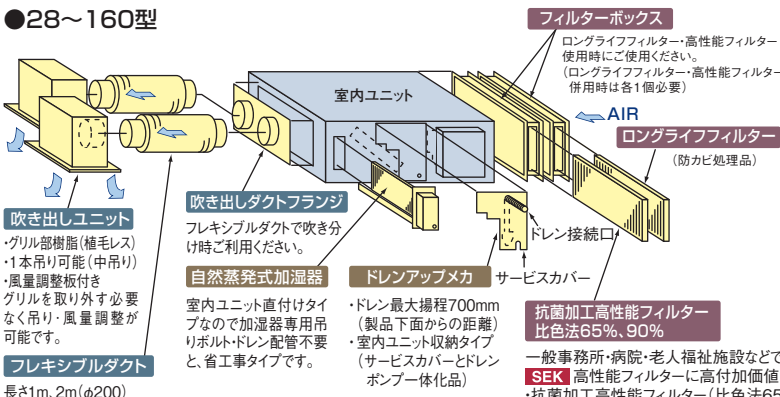 ●28～160型
フィルターボックス
ロングライフフィルター・高性能フィルター
使用時にご使用ください。
(ロングライフフィルター・高性能フィルター
併用時は各1個必要)
室内ユニット
AIR
ロングライフフィルター
(防カビ処理品)
吹き出しユニット
・グリル部樹脂(植毛レス)
・1本吊り可能(中吊り)
・風量調整板付き
グリルを取り外す必要
なく吊り・風量調整が
可能です。
吹き出しダクトフランジ
フレキシブルダクトで吹き分
け時ご利用ください。
ドレン接続口
サービスカバー
自然蒸発式加湿器
室内ユニット直付けタイ
プなので加湿器専用吊
りボルト・ドレン配管不要
と、省工事タイプです。
ドレンアップメカ
・ドレン最大揚程700mm
(製品下面からの距離)
・室内ユニット収納タイプ
(サービスカバーとドレン
ポンプ一体化品)
抗菌加工高性能フィルター
比色法65%、90%
一般事務所・病院・老人福祉施設などで
SEK 高性能フィルターに高付加価値
・抗菌加工高性能フィルター(比色法65
フレキシブルダクト
長さ1m、2m(φ200)